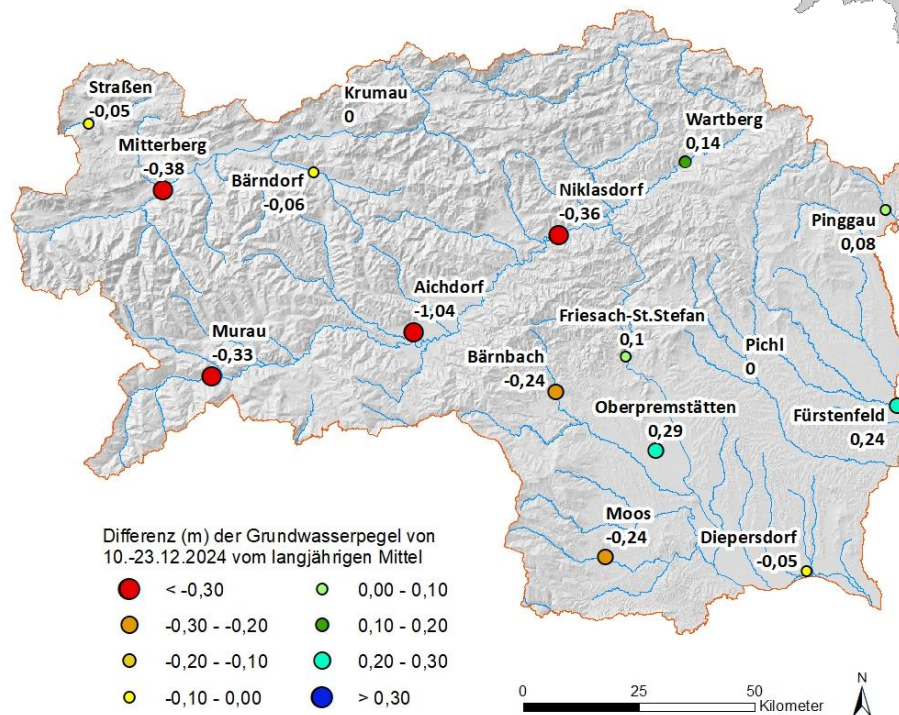 Straßen
-0,05
Krumau
0
Wartberg
0,14
Mitterberg
-0,38
Bärndorf
-0,06
Niklasdorf
-0,36
Pinggau
0,08
Aichdorf
-1,04
Murau
-0,33
Friesach-St.Stefan
0,1
Bärnbach
-0,24
Pichl
0
Oberpremstätten
0,29
Fürstenfeld
0,24
Moos
-0,24
Diepersdorf
-0,05
Differenz (m) der Grundwasserpegel von
10.-23.12.2024 vom langjährigen Mittel
< -0,30
-0,30 - -0,20
-0,20 - -0,10
-0,10 - 0,00
0,00 - 0,10
0,10 - 0,20
0,20 - 0,30
> 0,30
0 25 50
Kilometer
N